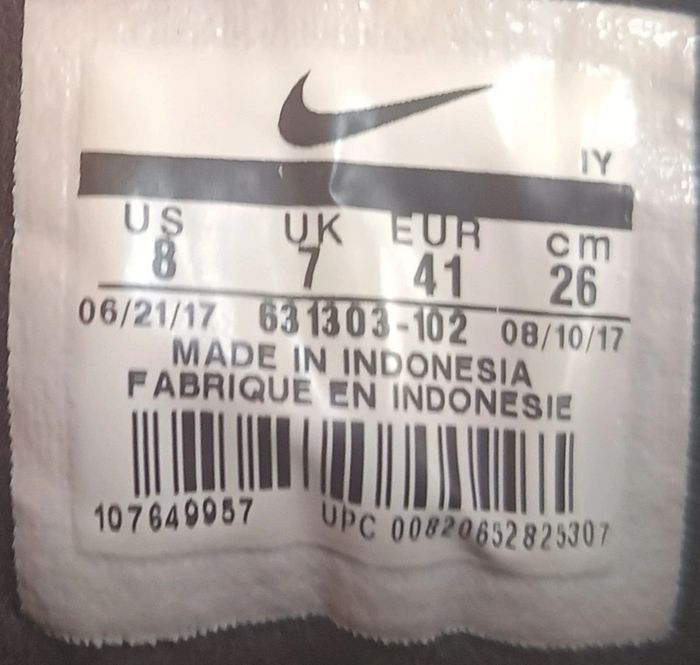 IY
US UK EUR cm
8 7 41 26
06/21/17 631303-102 08/10/17
MADE IN INDONESIA
FABRIQUE EN INDONESIE
107649957 UPC 00820652825307